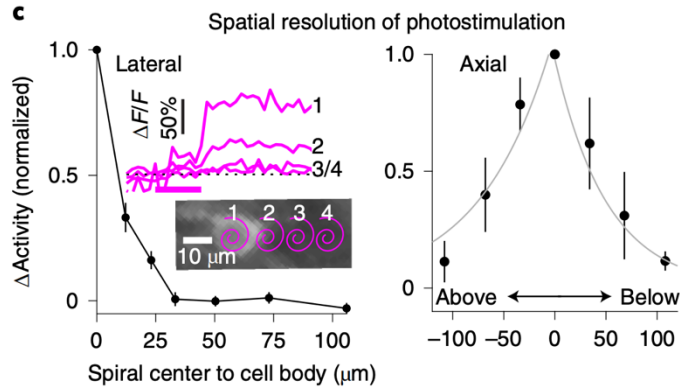 c
Spatial resolution of photostimulation
Lateral
ΔF/F
50%
1
2
3/4
1 2 3 4
10 μm
ΔActivity (normalized)
1.0
0.5
0
0 25 50 75 100
Spiral center to cell body (μm)
Axial
1.0
0.5
0
Above Below
−100 −50 0 50 100